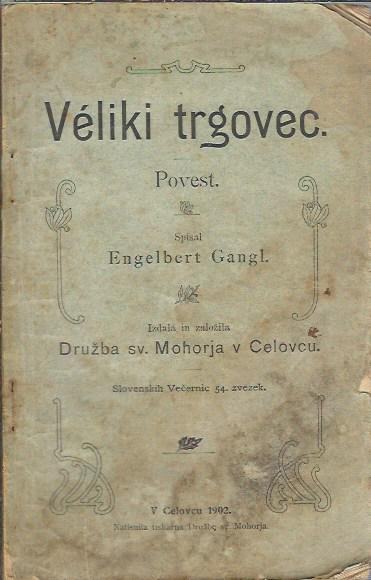 Véliki trgovec.
Povest.
Spisal
Engelbert Gangl.
Izdala in založila
Družba sv. Mohorja v Celovcu.
Slovenskih Večernic 54. zvezek.
V Celovcu 1902.
Natisnila tiskarna Družbe sv. Mohorja.